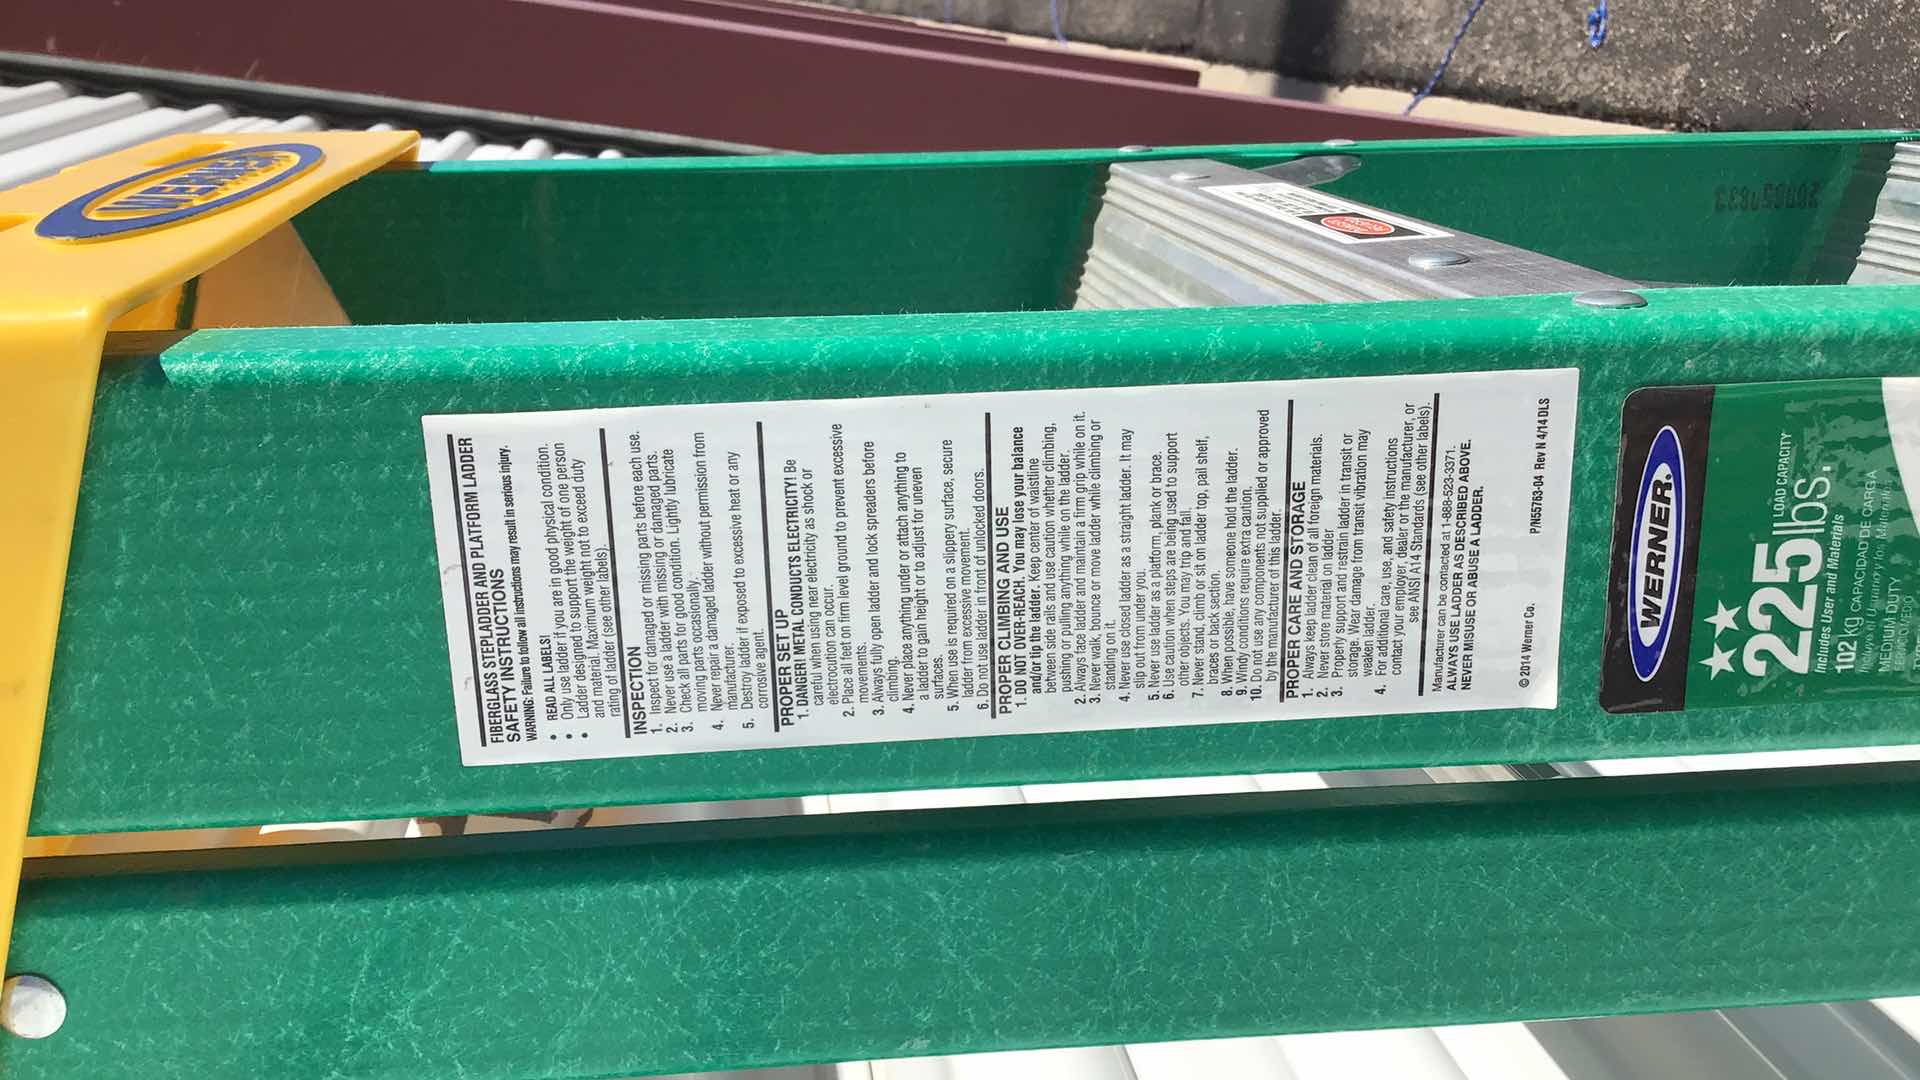 WERNER
FIBERGLASS STEPLADDER AND PLATFORM LADDER
SAFETY INSTRUCTIONS
WARNING: Failure to follow all instructions may result in serious injury.
• READ ALL LABELS!
• Only use ladder if you are in good physical condition.
• Ladder designed to support the weight of one person
and material. Maximum weight not to exceed duty
rating of ladder (see other labels).
INSPECTION
1. Inspect for damaged or missing parts before each use.
2. Never use a ladder with missing or damaged parts.
3. Check all parts for good condition. Lightly lubricate
moving parts occasionally.
4. Never repair a damaged ladder without permission from
manufacturer.
5. Destroy ladder if exposed to excessive heat or any
corrosive agent.
PROPER SET UP
1. DANGER! METAL CONDUCTS ELECTRICITY! Be
careful when using near electricity as shock or
electrocution can occur.
2. Place all feet on firm level ground to prevent excessive
movements.
3. Always fully open ladder and lock spreaders before
climbing.
4. Never place anything under or attach anything to
a ladder to gain height or to adjust for uneven
surfaces.
5. When use is required on a slippery surface, secure
ladder from excessive movement.
6. Do not use ladder in front of unlocked doors.
PROPER CLIMBING AND USE
1. DO NOT OVER-REACH. You may lose your balance
and/or tip the ladder. Keep center of waistline
between side rails and use caution whether climbing,
pushing or pulling anything while on the ladder.
2. Always face ladder and maintain a firm grip while on it.
3. Never walk, bounce or move ladder while climbing or
standing on it.
4. Never use closed ladder as a straight ladder. It may
slip out from under you.
5. Never use ladder as a platform, plank or brace.
6. Use caution when steps are being used to support
other objects. You may trip and fall.
7. Never stand, climb or sit on ladder top, pail shelf,
braces or back section.
8. When possible, have someone hold the ladder.
9. Windy conditions require extra caution.
10. Do not use any components not supplied or approved
by the manufacturer of this ladder.
PROPER CARE AND STORAGE
1. Always keep ladder clean of all foreign materials.
2. Never store material on ladder
3. Properly support and restrain ladder in transit or
storage. Wear damage from transit vibration may
weaken ladder.
4. For additional care, use, and safety instructions
contact your employer, dealer or the manufacturer, or
see ANSI A14 Standards (see other labels).
Manufacturer can be contacted at 1-888-523-3371.
ALWAYS USE LADDER AS DESCRIBED ABOVE.
NEVER MISUSE OR ABUSE A LADDER.
© 2014 Werner Co. P/N55763-04 Rev N 4/14 DLS
WERNER®
225 lbs. LOAD CAPACITY
Includes User and Materials
102 kg CAPACIDAD DE CARGA
Incluyendo Usuario y los Materiales
MEDIUM DUTY